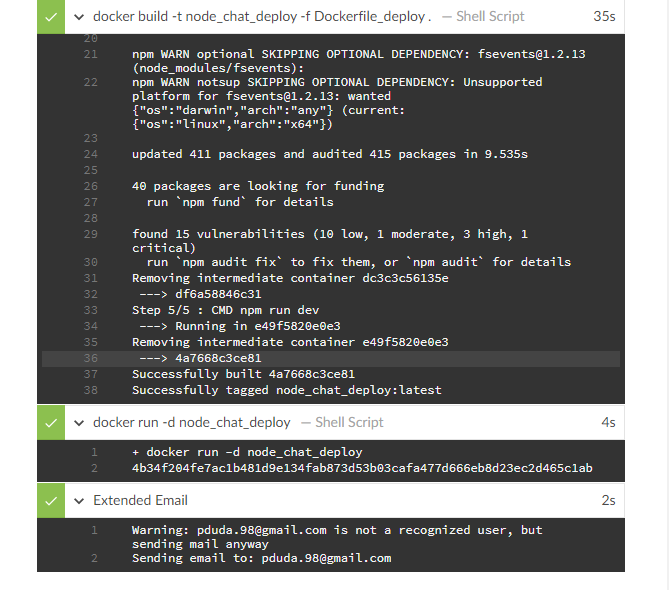 docker build -t node_chat_deploy -f Dockerfile_deploy . — Shell Script 35s
20
21 npm WARN optional SKIPPING OPTIONAL DEPENDENCY: fsevents@1.2.13
(node_modules/fsevents):
22 npm WARN notsup SKIPPING OPTIONAL DEPENDENCY: Unsupported
platform for fsevents@1.2.13: wanted
{"os":"darwin","arch":"any"} (current:
{"os":"linux","arch":"x64"})
23
24 updated 411 packages and audited 415 packages in 9.535s
25
26 40 packages are looking for funding
27 run `npm fund` for details
28
29 found 15 vulnerabilities (10 low, 1 moderate, 3 high, 1
critical)
30 run `npm audit fix` to fix them, or `npm audit` for details
31 Removing intermediate container dc3c3c56135e
32 ---> df6a58846c31
33 Step 5/5 : CMD npm run dev
34 ---> Running in e49f5820e0e3
35 Removing intermediate container e49f5820e0e3
36 ---> 4a7668c3ce81
37 Successfully built 4a7668c3ce81
38 Successfully tagged node_chat_deploy:latest
docker run -d node_chat_deploy — Shell Script 4s
1 + docker run -d node_chat_deploy
2 4b34f204fe7ac1b481d9e134fab873d53b03cafa477d666eb8d23ec2d465c1ab
Extended Email 2s
1 Warning: pduda.98@gmail.com is not a recognized user, but
sending mail anyway
2 Sending email to: pduda.98@gmail.com